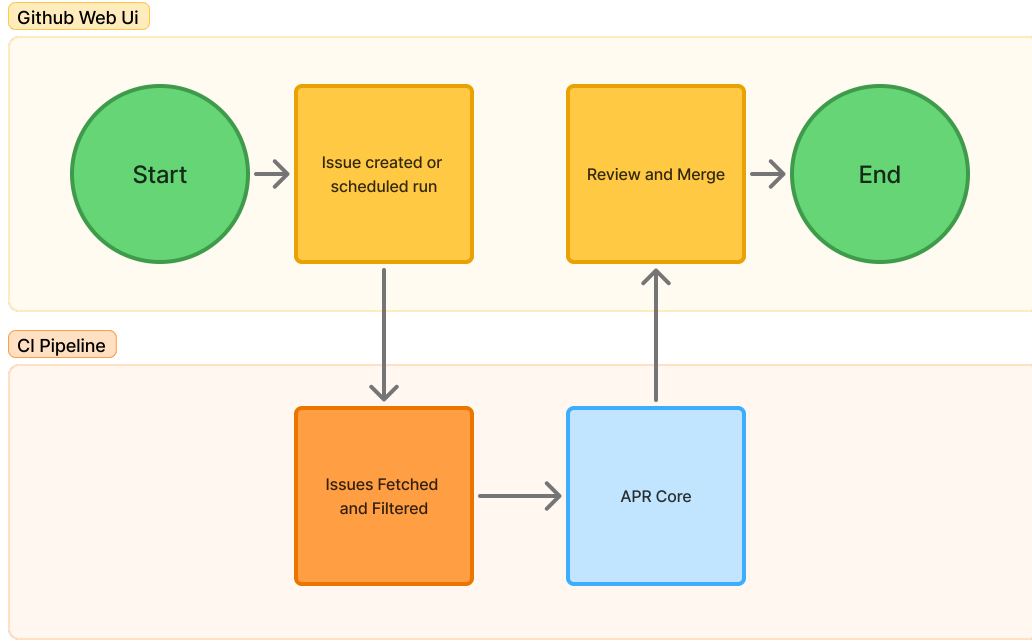 Github Web Ui
Start
Issue created or
scheduled run
Review and Merge
End
CI Pipeline
Issues Fetched
and Filtered
APR Core